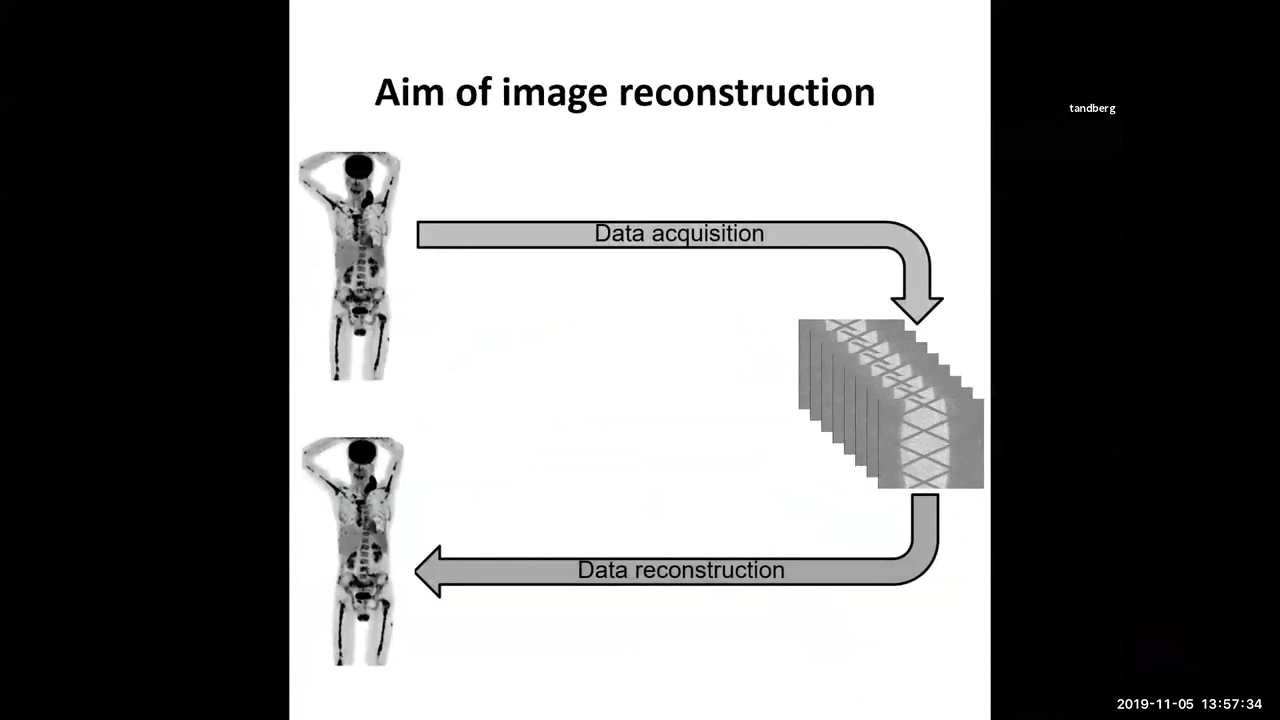 Aim of image reconstruction
tandberg
Data acquisition
Data reconstruction
2019-11-05 13:57:34